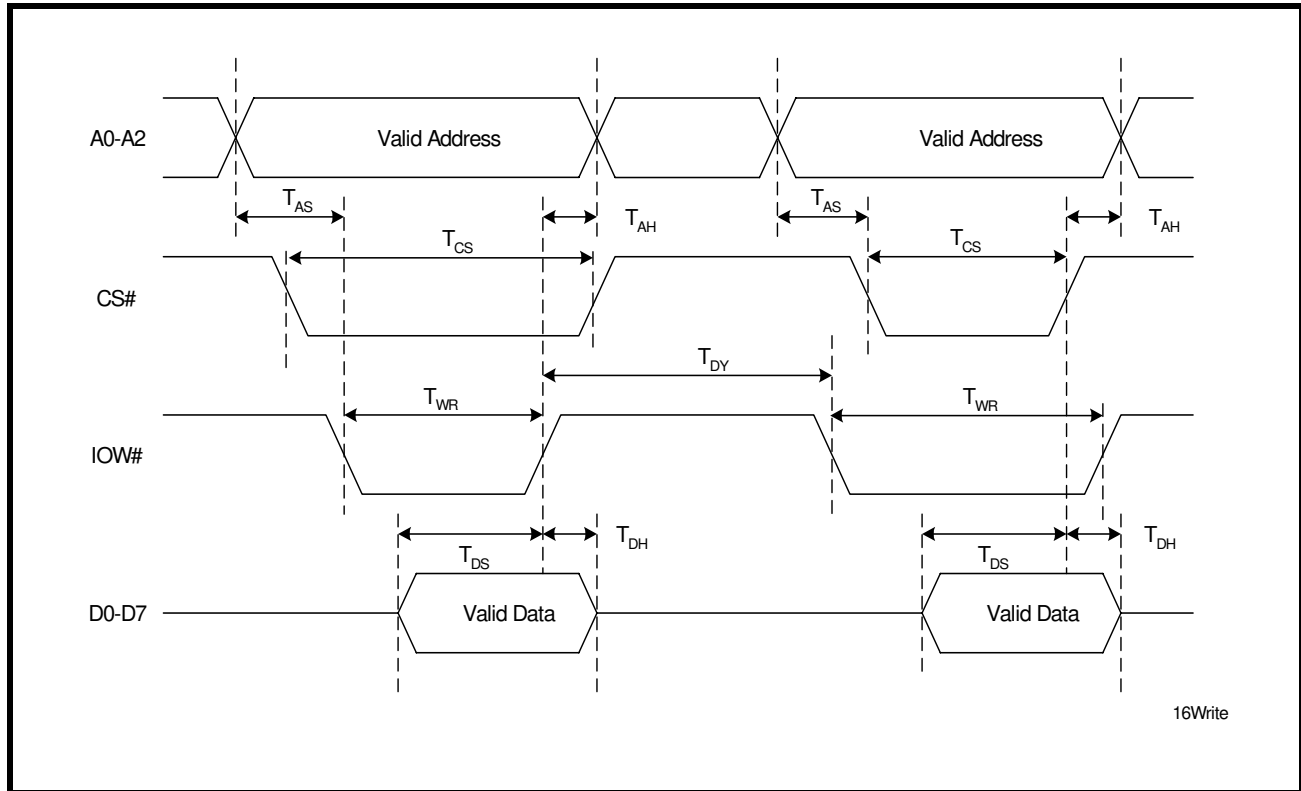 A0-A2
Valid Address
Valid Address
TAS
TAH
TAS
TAH
TCS
TCS
CS#
TDY
TWR
TWR
IOW#
TDS
TDH
TDS
TDH
D0-D7
Valid Data
Valid Data
16Write